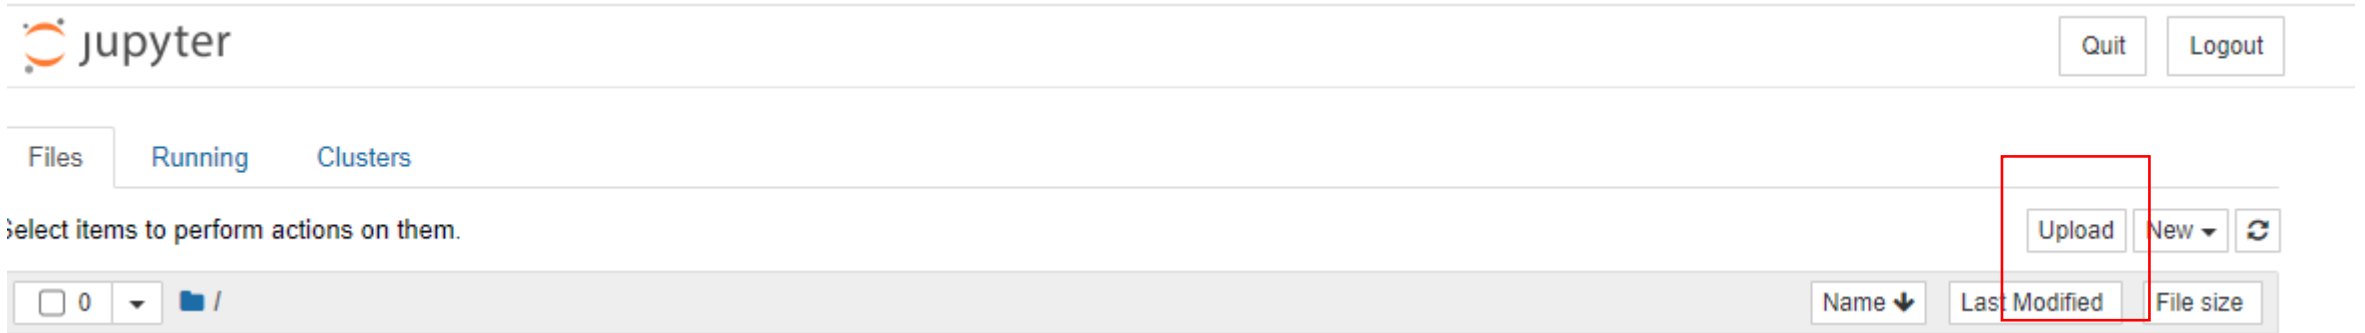 jupyter Quit Logout
Files Running Clusters
Select items to perform actions on them. Upload New
0 / Name Last Modified File size